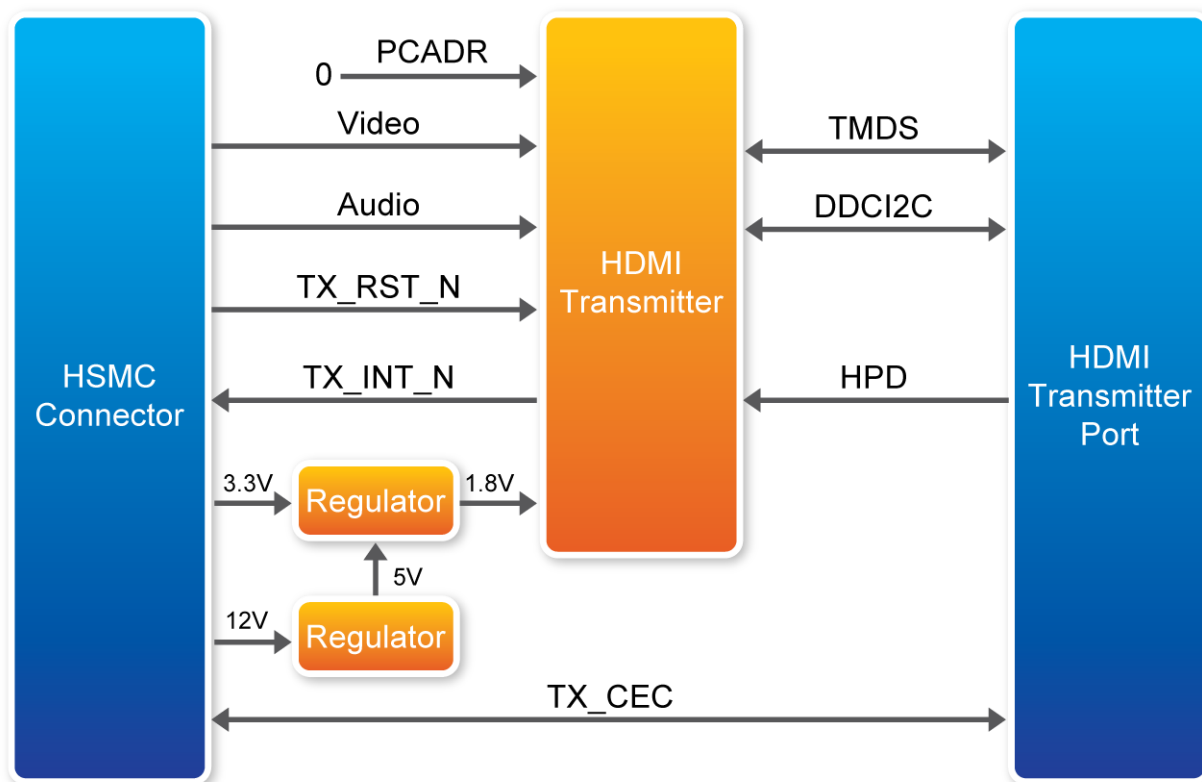 PCADR
0
Video
Audio
TX_RST_N
TX_INT_N
HSMC
Connector
3.3V
Regulator
1.8V
5V
12V
Regulator
HDMI
Transmitter
TMDS
DDCI2C
HPD
HDMI
Transmitter
Port
TX_CEC